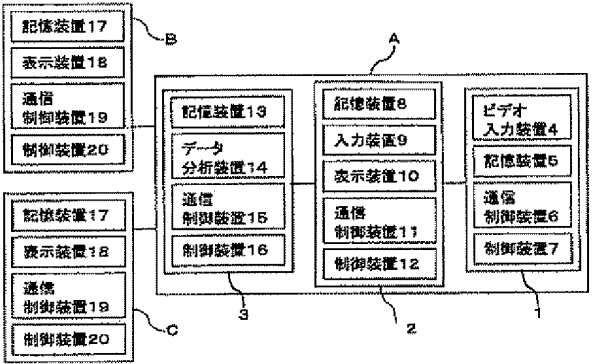 記憶装置17
表示装置18
通信
制御装置19
制御装置20
B
記憶装置17
表示装置18
通信
制御装置19
制御装置20
C
A
記憶装置13
データ
分析装置14
通信
制御装置15
制御装置16
3
記憶装置8
入力装置9
表示装置10
通信
制御装置11
制御装置12
2
ビデオ
入力装置4
記憶装置5
通信
制御装置6
制御装置7
1